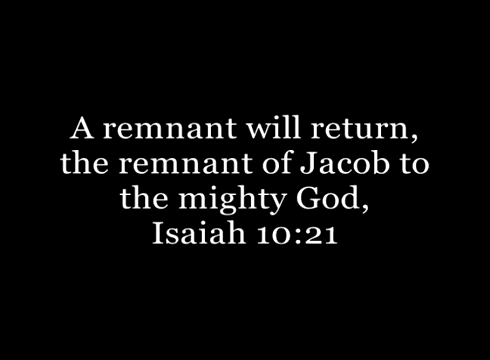 A remnant will return,
the remnant of Jacob to
the mighty God,
Isaiah 10:21